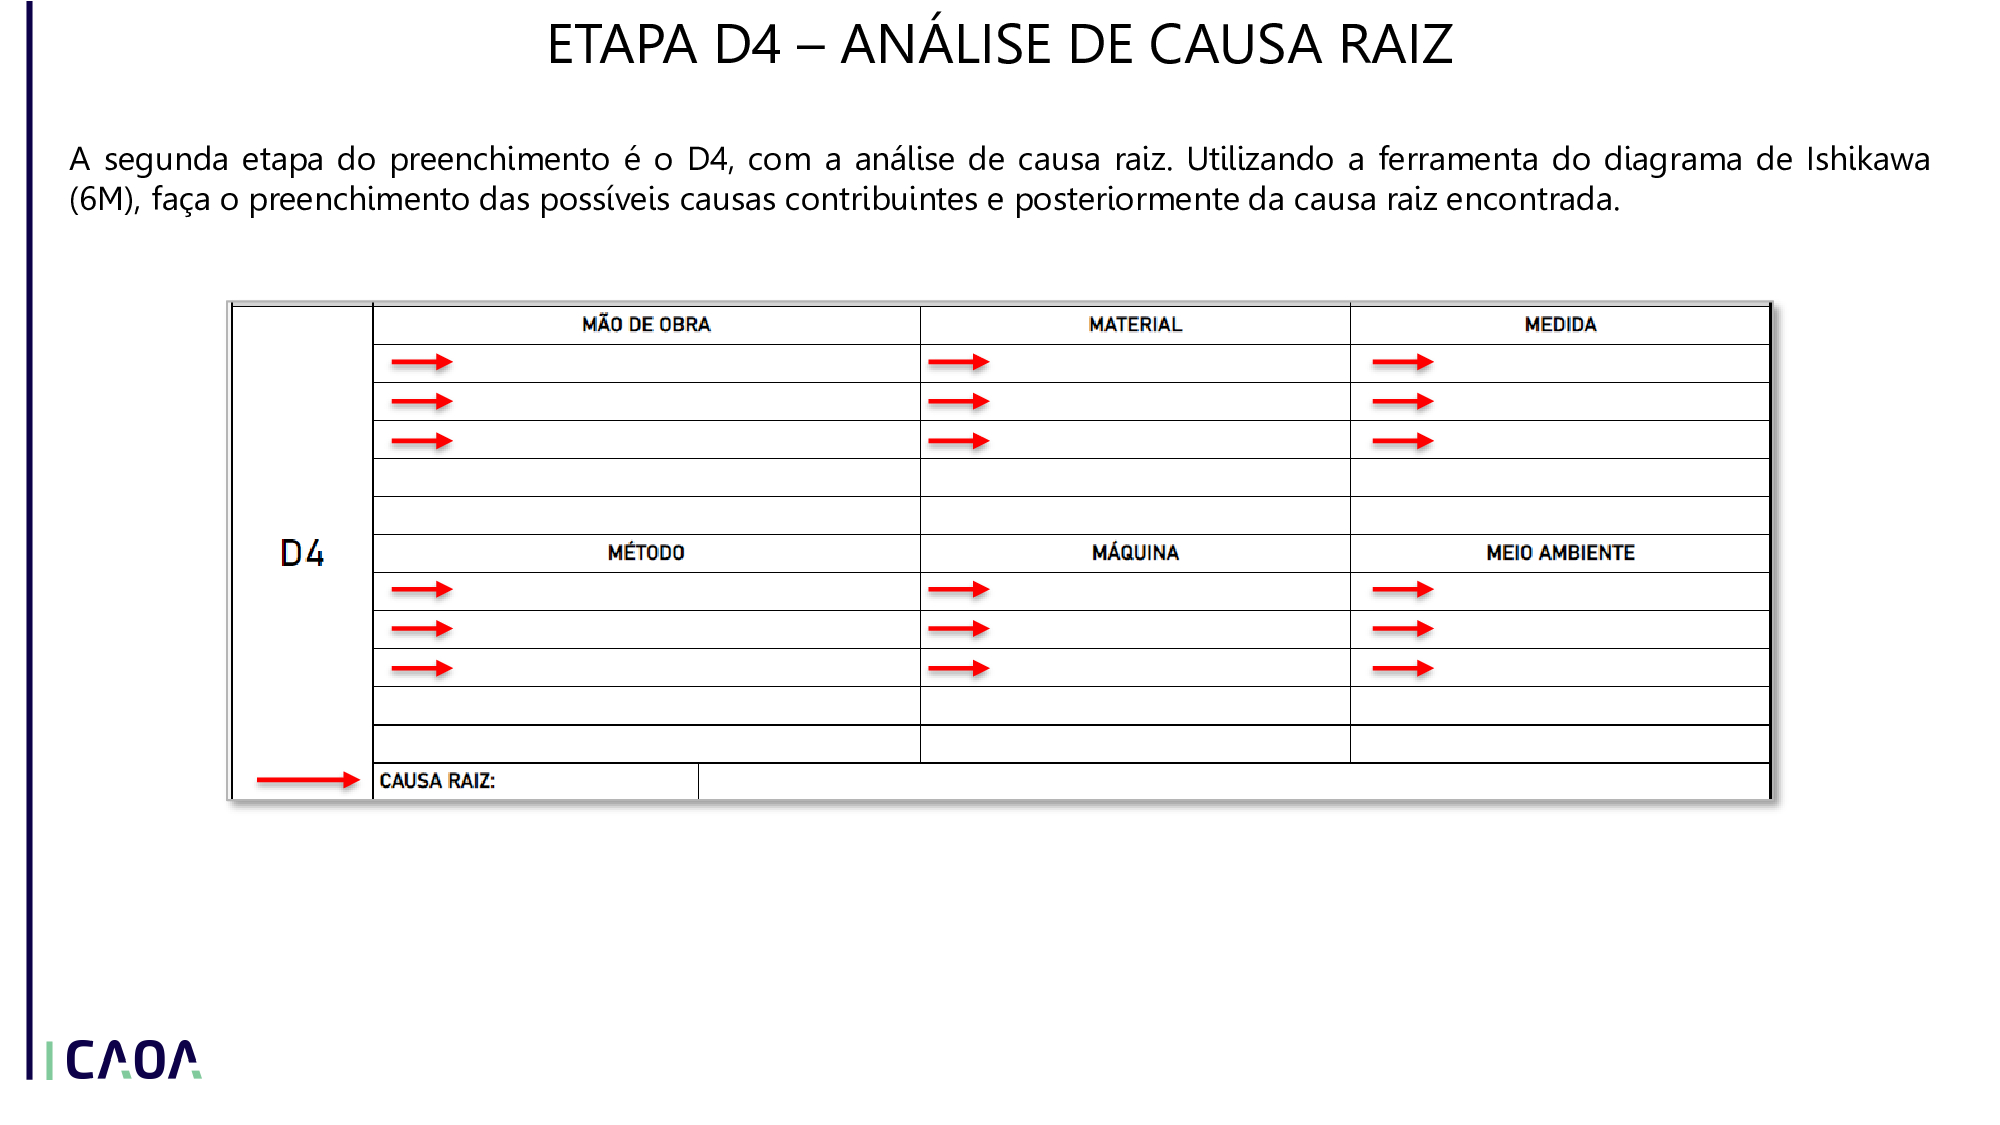 ETAPA D4 – ANÁLISE DE CAUSA RAIZ
A segunda etapa do preenchimento é o D4, com a análise de causa raiz. Utilizando a ferramenta do diagrama de Ishikawa
(6M), faça o preenchimento das possíveis causas contribuintes e posteriormente da causa raiz encontrada.
MÃO DE OBRA MATERIAL MEDIDA
D4
MÉTODO MÁQUINA MEIO AMBIENTE
CAUSA RAIZ:
CAOA